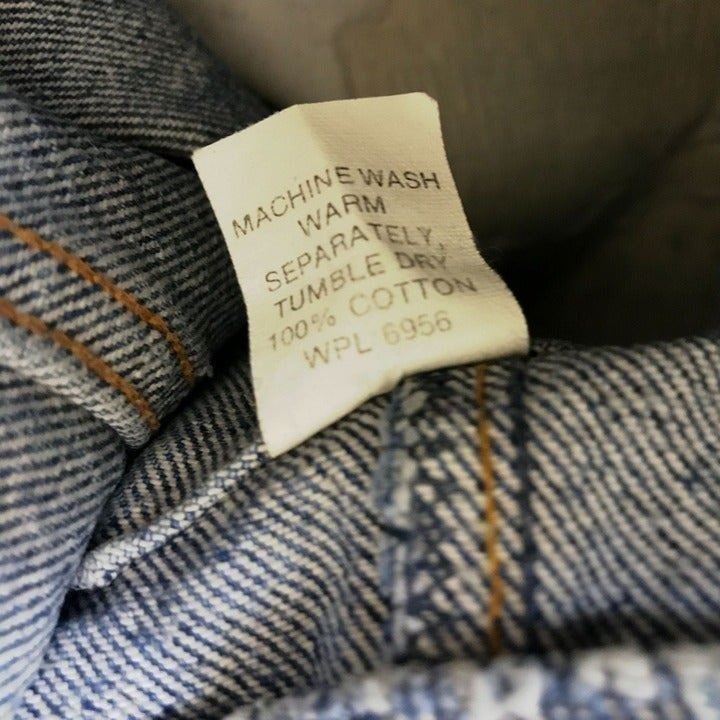 MACHINE WASH
WARM
SEPARATELY,
TUMBLE DRY
100% COTTON
WPL 6956